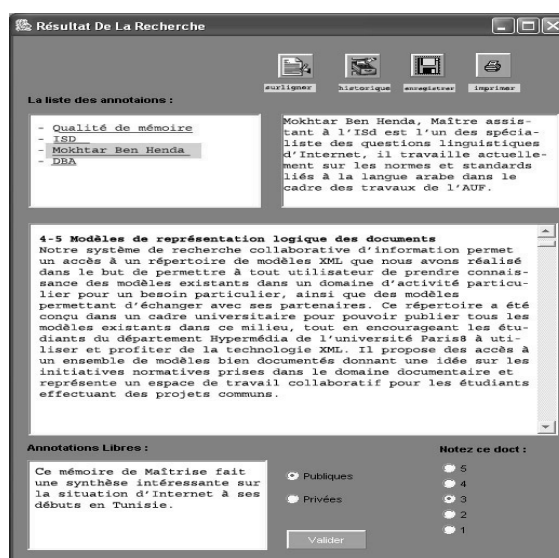 Résultat De La Recherche
surligner historique enregistrer imprimer
La liste des annotaions :
- Qualité de mémoire
- ISD
- Mokhtar Ben Henda
- DBA
Mokhtar Ben Henda, Maître assis-
tant à l'ISd est l'un des spécia-
liste des questions linguistiques
d'Internet, il travaille actuelle-
ment sur les normes et standards
liés à la langue arabe dans le
cadre des travaux de l'AUF.
4-5 Modèles de représentation logique des documents
Notre système de recherche collaborative d'information permet
un accès à un répertoire de modèles XML que nous avons réalisé
dans le but de permettre à tout utilisateur de prendre connais-
sance des modèles existants dans un domaine d'activité particu-
lier pour un besoin particulier, ainsi que des modèles
permettant d'échanger avec ses partenaires. Ce répertoire a été
conçu dans un cadre universitaire pour pouvoir publier tous les
modèles existants dans ce milieu, tout en encourageant les étu-
diants du département Hypermédia de l'université Paris8 à uti-
liser et profiter de la technologie XML. Il propose des accès à
un ensemble de modèles bien documentés donnant une idée sur les
initiatives normatives prises dans le domaine documentaire et
représente un espace de travail collaboratif pour les étudiants
effectuant des projets communs.
Annotations Libres :
Ce mémoire de Maîtrise fait
une synthèse intéressante sur
la situation d'Internet à ses
débuts en Tunisie.
Publiques
Privées
Valider
Notez ce doct :
5
4
3
2
1